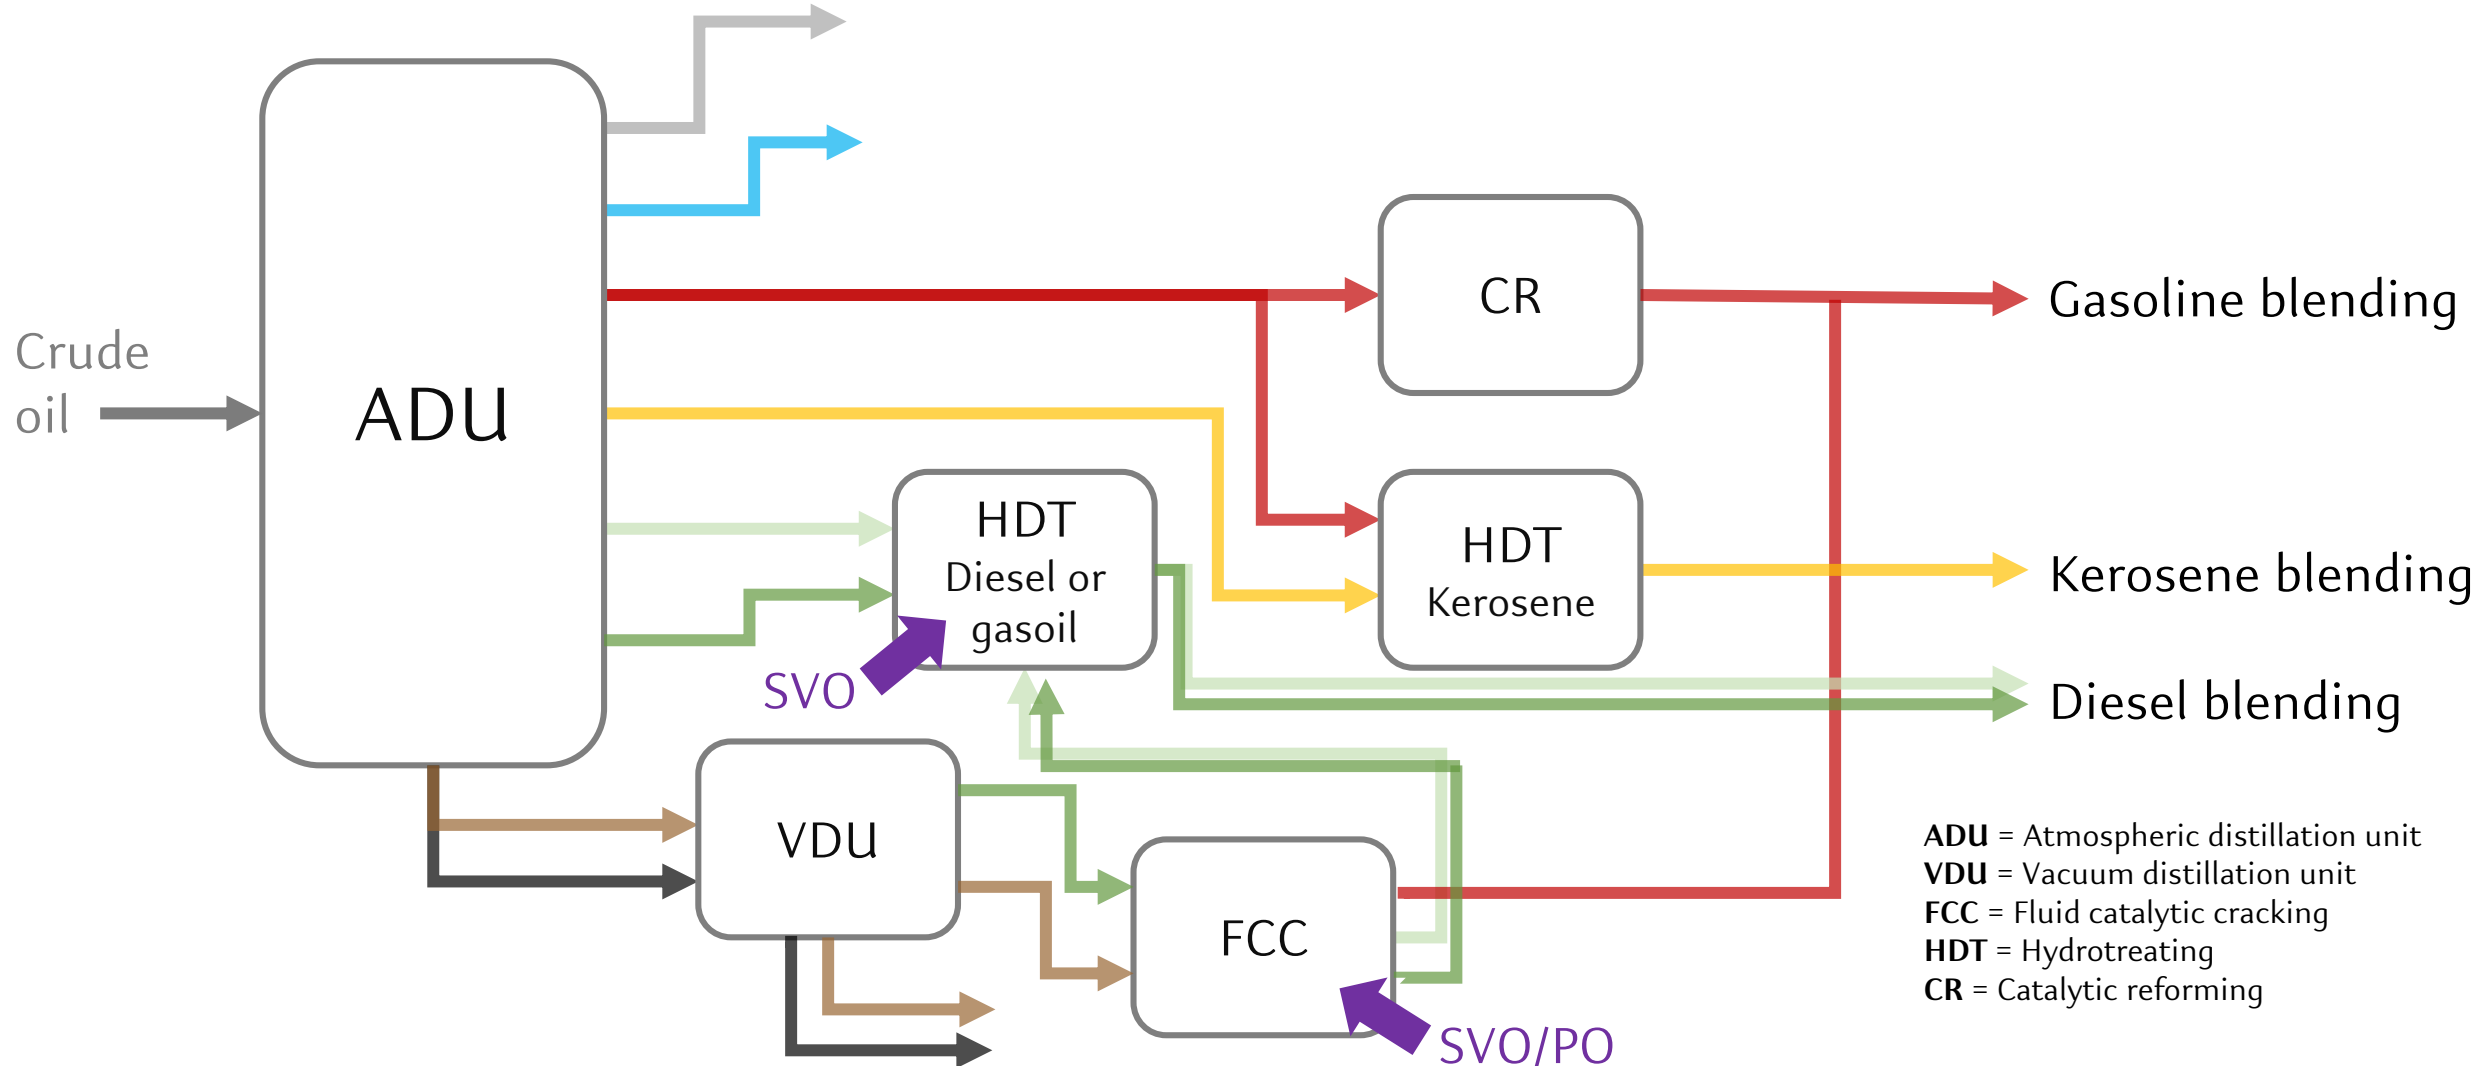 Crude
oil
ADU
CR
Gasoline blending
HDT
Diesel or
gasoil
HDT
Kerosene
Kerosene blending
SVO
Diesel blending
VDU
FCC
SVO/PO
ADU = Atmospheric distillation unit
VDU = Vacuum distillation unit
FCC = Fluid catalytic cracking
HDT = Hydrotreating
CR = Catalytic reforming